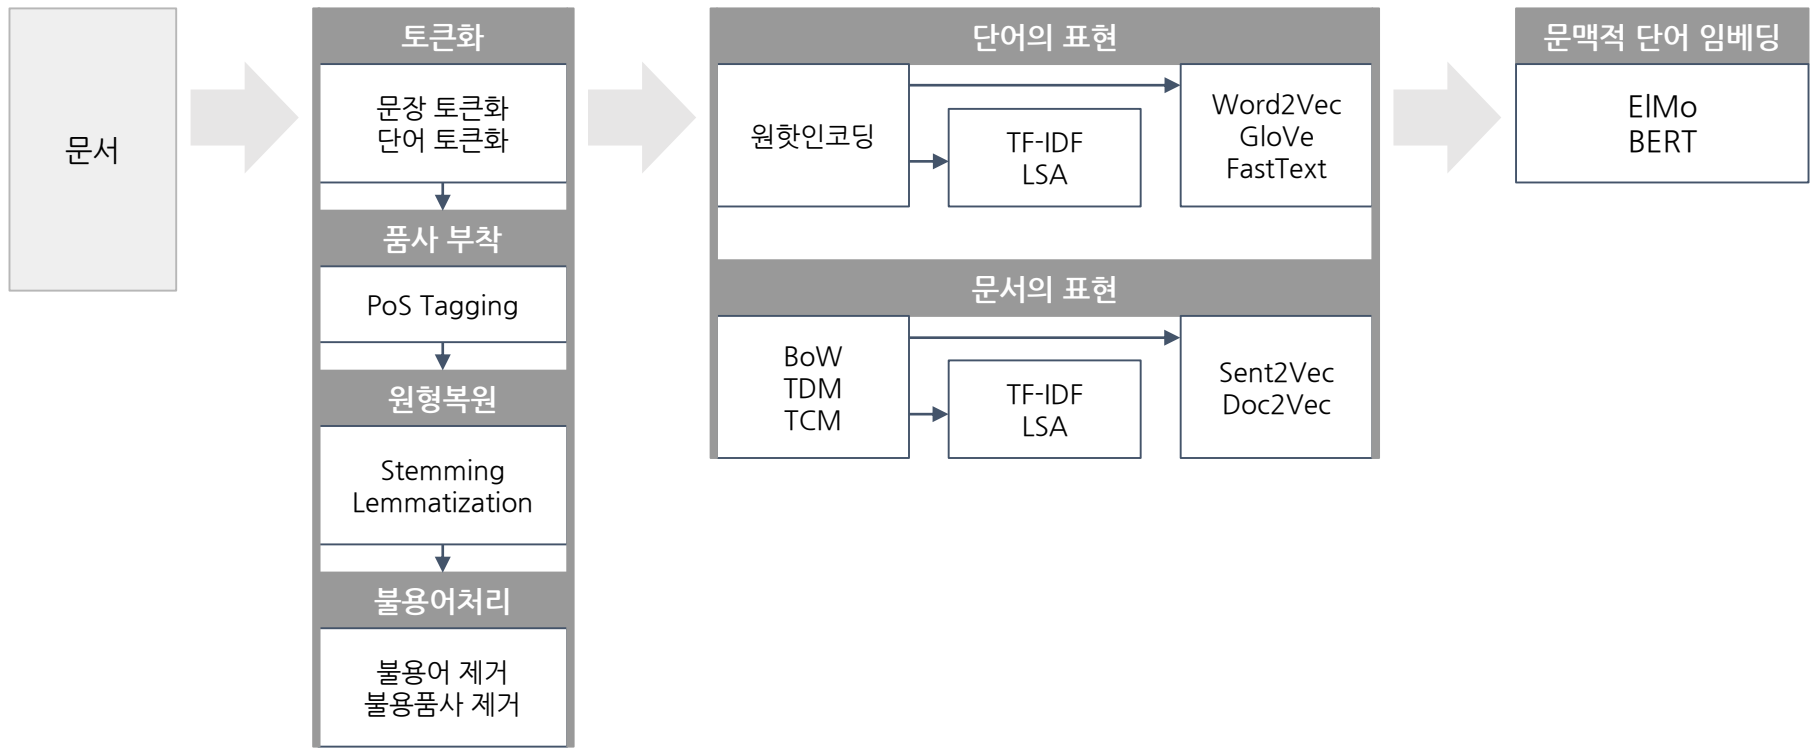 문서
토큰화
문장 토큰화
단어 토큰화
품사 부착
PoS Tagging
원형복원
Stemming
Lemmatization
불용어처리
불용어 제거
불용품사 제거
단어의 표현
원핫인코딩
TF-IDF
LSA
Word2Vec
GloVe
FastText
문서의 표현
BoW
TDM
TCM
TF-IDF
LSA
Sent2Vec
Doc2Vec
문맥적 단어 임베딩
ElMo
BERT